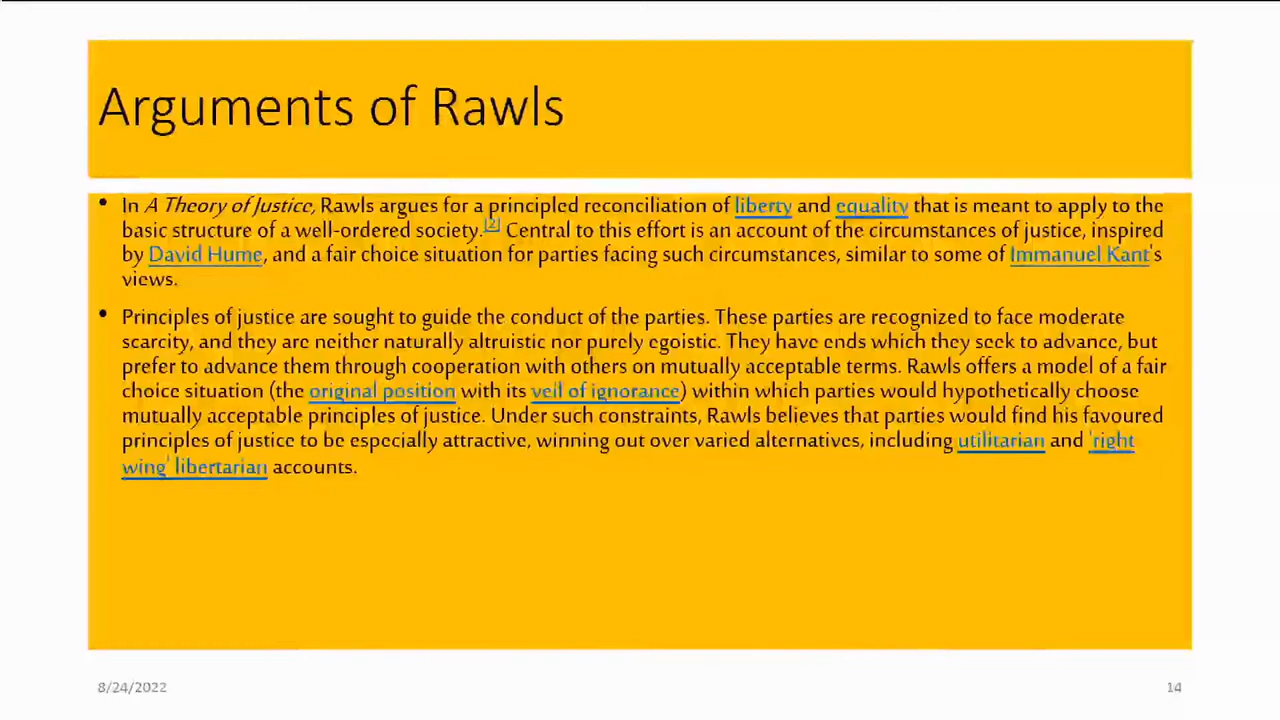 Arguments of Rawls
• In A Theory of Justice, Rawls argues for a principled reconciliation of liberty and equality that is meant to apply to the
basic structure of a well-ordered society.[2] Central to this effort is an account of the circumstances of justice, inspired
by David Hume, and a fair choice situation for parties facing such circumstances, similar to some of Immanuel Kant's
views.
• Principles of justice are sought to guide the conduct of the parties. These parties are recognized to face moderate
scarcity, and they are neither naturally altruistic nor purely egoistic. They have ends which they seek to advance, but
prefer to advance them through cooperation with others on mutually acceptable terms. Rawls offers a model of a fair
choice situation (the original position with its veil of ignorance) within which parties would hypothetically choose
mutually acceptable principles of justice. Under such constraints, Rawls believes that parties would find his favoured
principles of justice to be especially attractive, winning out over varied alternatives, including utilitarian and 'right
wing' libertarian accounts.
8/24/2022
14